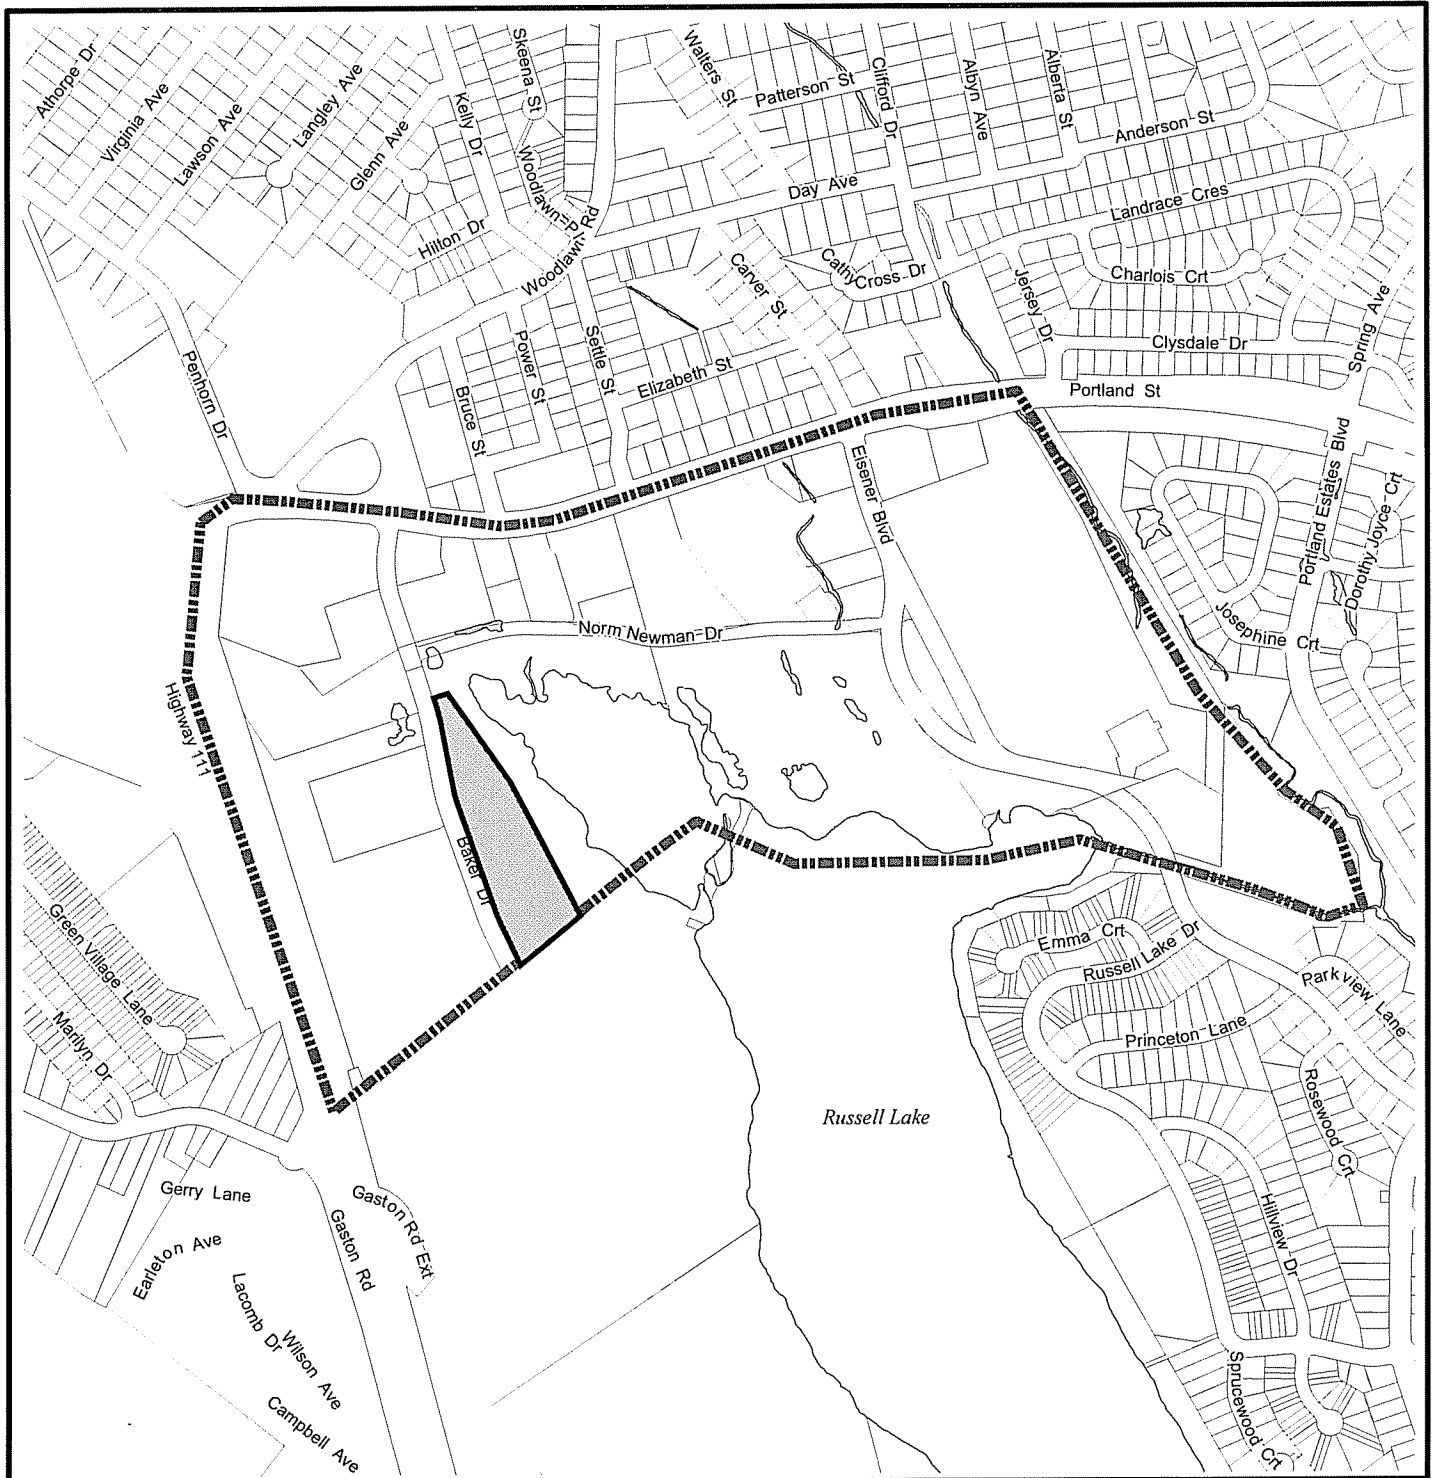 Athorpe Dr
Virginia Ave
Lawson Ave
Langley Ave
Glenn Ave
Kelly Dr
Skeena St
Woodlawn Pl
Woodlawn Rd
Hilton Dr
Walters St
Patterson St
Clifford Dr
Albyn Ave
Alberta St
Anderson St
Day Ave
Landrace Cres
Cathy Cross Dr
Carver St
Jersey Dr
Charlois Crt
Clysdale Dr
Spring Ave
Penhorn Dr
Power St
Settle St
Elizabeth St
Bruce St
Portland St
Eisener Blvd
Portland Estates Blvd
Dorothy Joyce Crt
Josephine Crt
Norm Newman Dr
Highway 111
Baker Dr
Green Village Lane
Marilyn Dr
Emma Crt
Russell Lake Dr
Parkview Lane
Princeton Lane
Rosewood Crt
Russell Lake
Gerry Lane
Gaston Rd Ext
Gaston Rd
Earleton Ave
Lacomb Dr
Wilson Ave
Campbell Ave
Hillview Dr
Sprucewood Crt